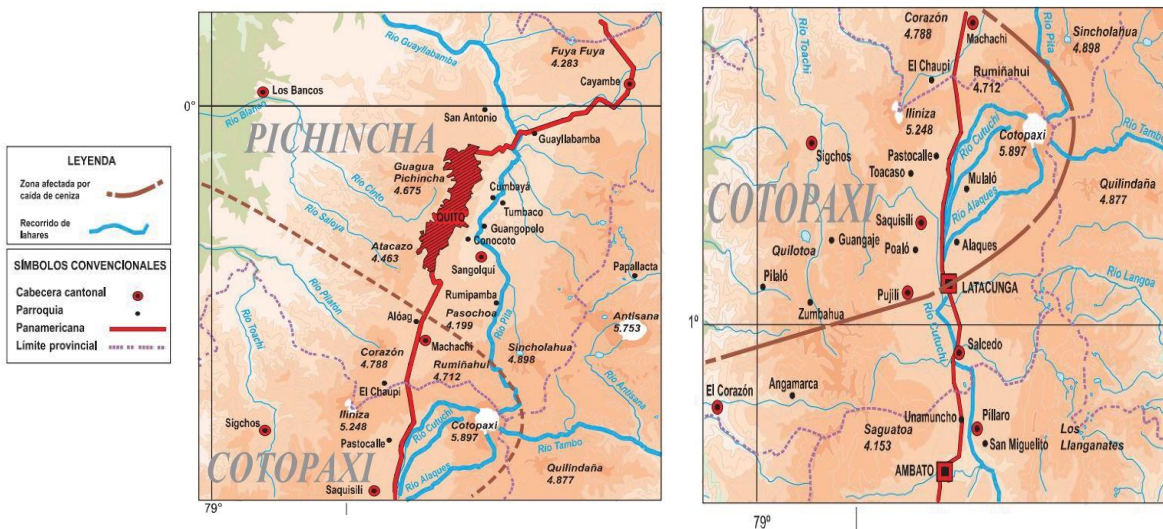 LEYENDA
Zona afectada por
caída de ceniza
Recorrido de
lahares
SÍMBOLOS CONVENCIONALES
Cabecera cantonal
Parroquia
Panamericana
Límite provincial
Río Guayllabamba
Fuya Fuya
4.283
Cayambe
Los Bancos
0°
Río Blanco
San Antonio
PICHINCHA
Guayllabamba
Guagua
Pichincha
4.675
Río Cinto
Cumbayá
Tumbaco
QUITO
Río Saloya
Guangopolo
Conocoto
Atacazo
4.463
Sangolquí
Papallacta
Río Pilatón
Rumipamba
Pasochoa
4.199
Río Pita
Antisana
5.753
Río Toachi
Alóag
Machachi
Sincholahua
4.898
Corazón
4.788
Rumiñahui
4.712
El Chaupi
Río Antisana
Iliniza
5.248
Sigchos
Río Cutuchi
Cotopaxi
5.897
Pastocalle
Río Tambo
COTOPAXI
Río Alaques
Quilindaña
4.877
Saquisilí
79º
Corazón
4.788
Machachi
Río Pita
Sincholahua
4.898
Río Toachi
El Chaupi
Rumiñahui
4.712
Iliniza
5.248
Río Cutuchi
Cotopaxi
5.897
Río Tambo
Sigchos
Pastocalle
Toacaso
Mulaló
Quilindaña
4.877
COTOPAXI
Río Alaques
Saquisilí
Quilotoa
Guangaje
Poaló
Alaques
Pilaló
Pujilí
LATACUNGA
Río Langoa
Zumbahua
1º
Río Cutuchi
Salcedo
El Corazón
Angamarca
Unamuncho
Píllaro
Saguatoa
4.153
San Miguelito
Los
Llanganates
AMBATO
79º